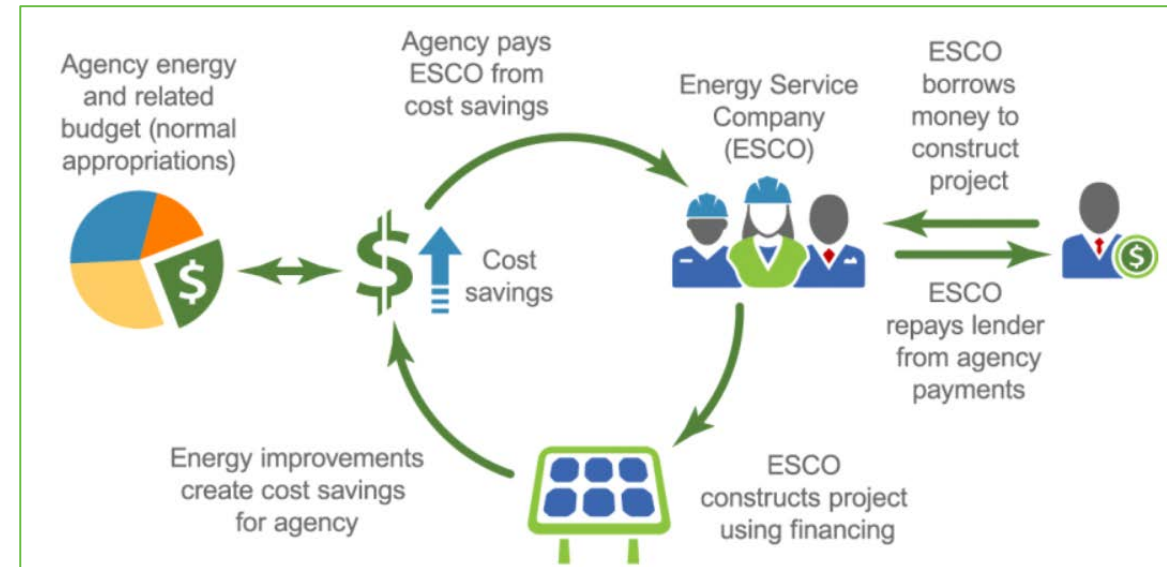 Agency energy
and related
budget (normal
appropriations)
$
Agency pays
ESCO from
cost savings
$
Cost
savings
Energy Service
Company
(ESCO)
ESCO
borrows
money to
construct
project
$
ESCO
repays lender
from agency
payments
Energy improvements
create cost savings
for agency
ESCO
constructs project
using financing